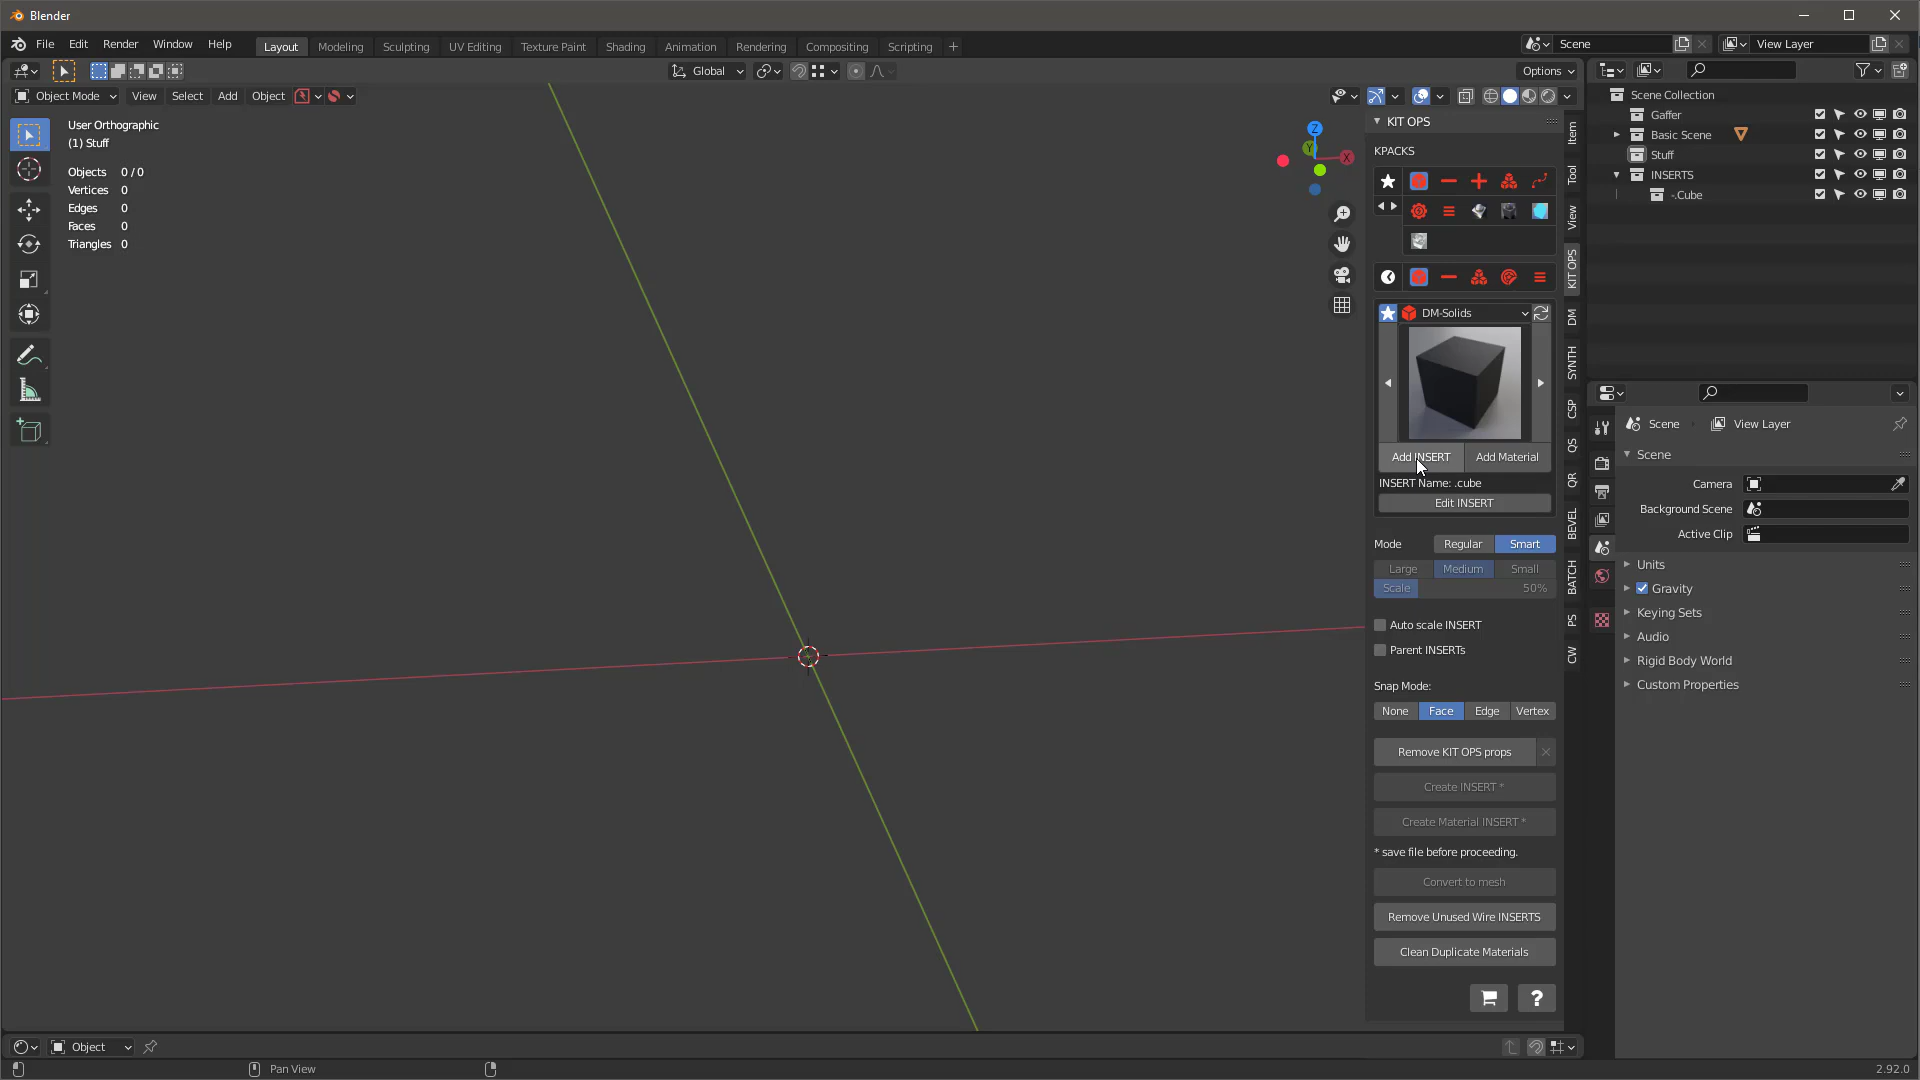 Blender
File Edit Render Window Help Layout Modeling Sculpting UV Editing Texture Paint Shading Animation Rendering Compositing Scripting + Scene View Layer
Global Options
Object Mode View Select Add Object
User Orthographic
(1) Stuff
Objects 0 / 0
Vertices 0
Edges 0
Faces 0
Triangles 0
Z
Y
X
KIT OPS
KPACKS
DM-Solids
Add INSERT Add Material
INSERT Name: .cube
Edit INSERT
Mode Regular Smart
Large Medium Small
Scale 50%
Auto scale INSERT
Parent INSERTs
Snap Mode:
None Face Edge Vertex
Remove KIT OPS props
Create INSERT *
Create Material INSERT *
* save file before proceeding.
Convert to mesh
Remove Unused Wire INSERTS
Clean Duplicate Materials
?
Item
Tool
View
KIT OPS
DM
SYNTH
CSP
QS
QR
BEVEL
BATCH
PS
CW
Scene Collection
Gaffer
Basic Scene
Stuff
INSERTS
-.Cube
Scene View Layer
Scene
Camera
Background Scene
Active Clip
Units
Gravity
Keying Sets
Audio
Rigid Body World
Custom Properties
Object
Pan View
2.92.0